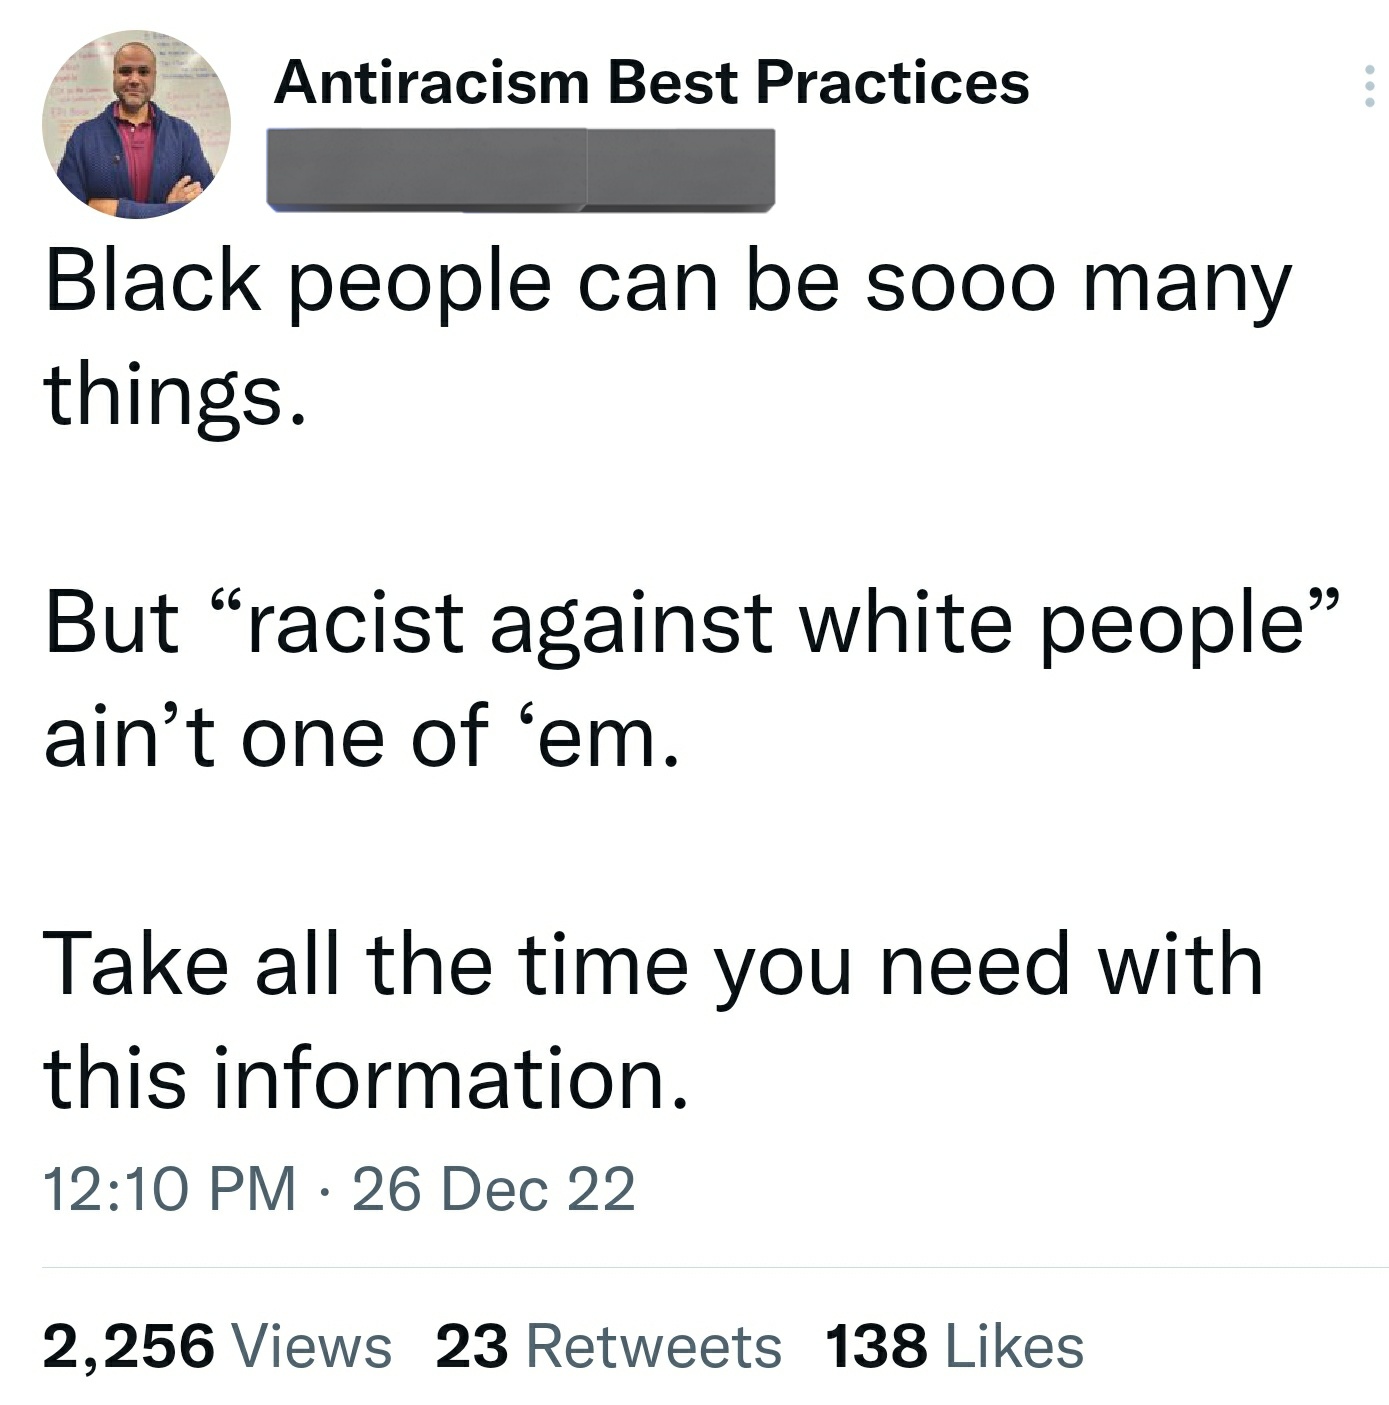 Antiracism Best Practices
Black people can be sooo many
things.
But “racist against white people”
ain’t one of ‘em.
Take all the time you need with
this information.
12:10 PM · 26 Dec 22
2,256 Views 23 Retweets 138 Likes